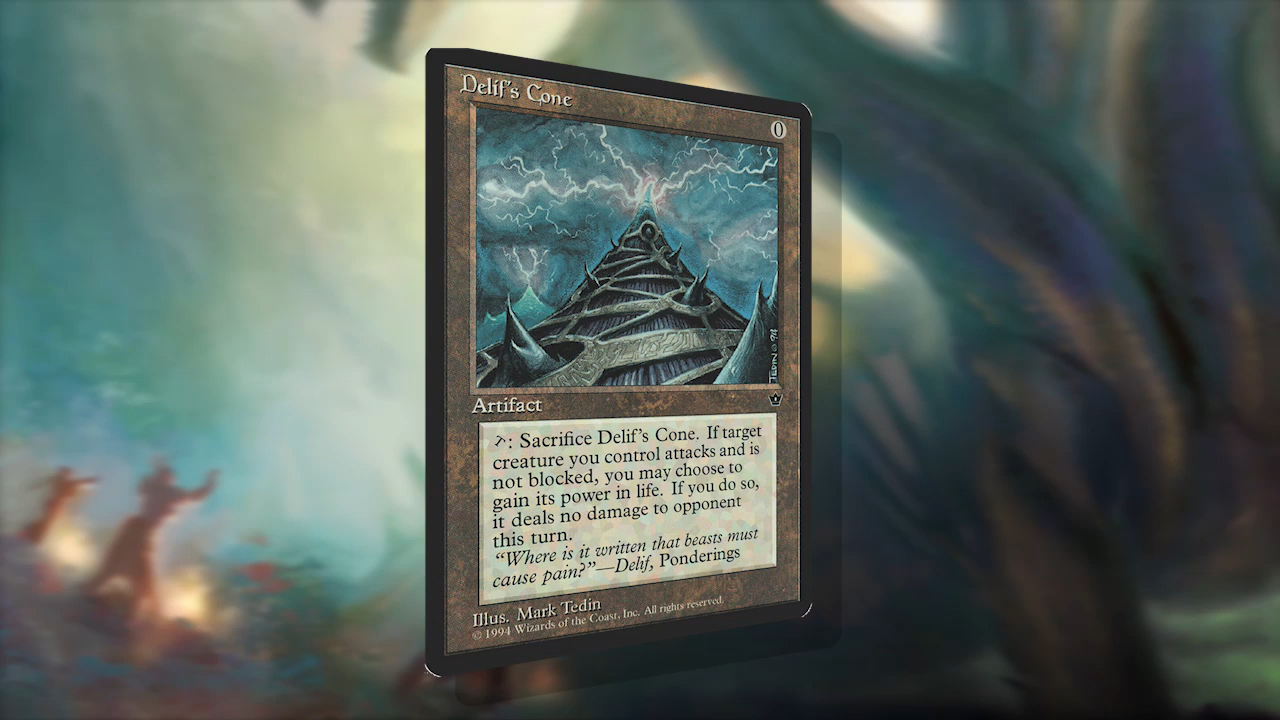 Delif's Cone
0
TEDIN © 94
Artifact
: Sacrifice Delif's Cone. If target
creature you control attacks and is
not blocked, you may choose to
gain its power in life. If you do so,
it deals no damage to opponent
this turn.
“Where is it written that beasts must
cause pain?”—Delif, Ponderings
Illus. Mark Tedin
© 1994 Wizards of the Coast, Inc. All rights reserved.